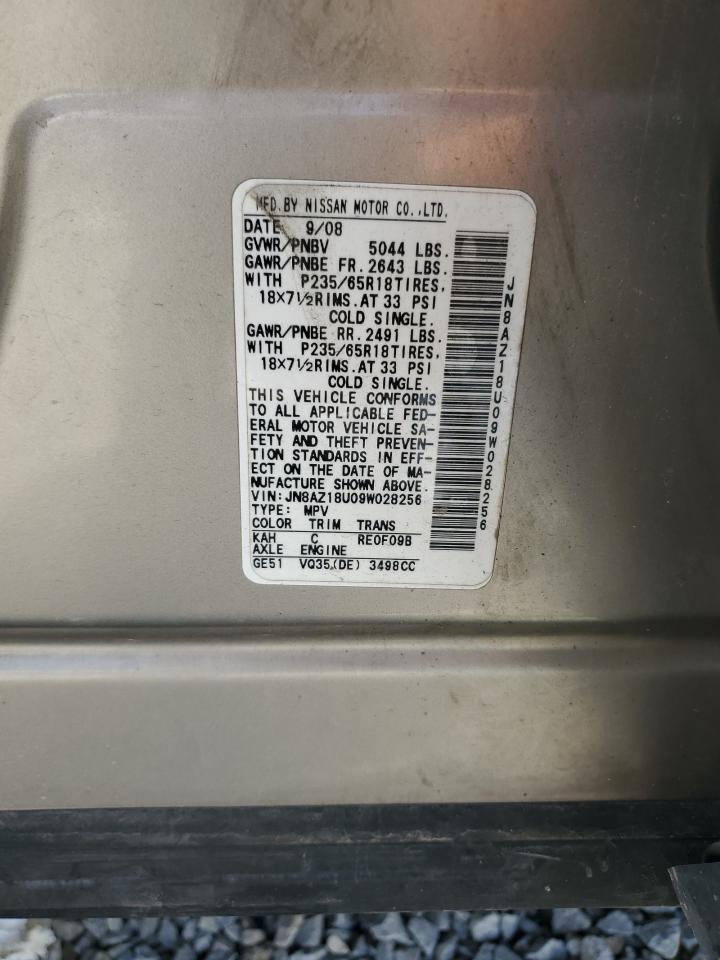 MFD.BY NISSAN MOTOR CO.,LTD.
DATE 9/08
GVWR/PNBV 5044 LBS.
GAWR/PNBE FR.2643 LBS.
WITH P235/65R18TIRES,
18X7½RIMS.AT 33 PSI
COLD SINGLE.
GAWR/PNBE RR.2491 LBS.
WITH P235/65R18TIRES,
18X7½RIMS.AT 33 PSI
COLD SINGLE.
THIS VEHICLE CONFORMS
TO ALL APPLICABLE FED-
ERAL MOTOR VEHICLE SA-
FETY AND THEFT PREVEN-
TION STANDARDS IN EFF-
ECT ON THE DATE OF MA-
NUFACTURE SHOWN ABOVE.
VIN:JN8AZ18U09W028256
TYPE: MPV
COLOR TRIM TRANS
KAH C RE0F09B
AXLE ENGINE
GE51 VQ35(DE) 3498CC
JN8AZ18U09W028256